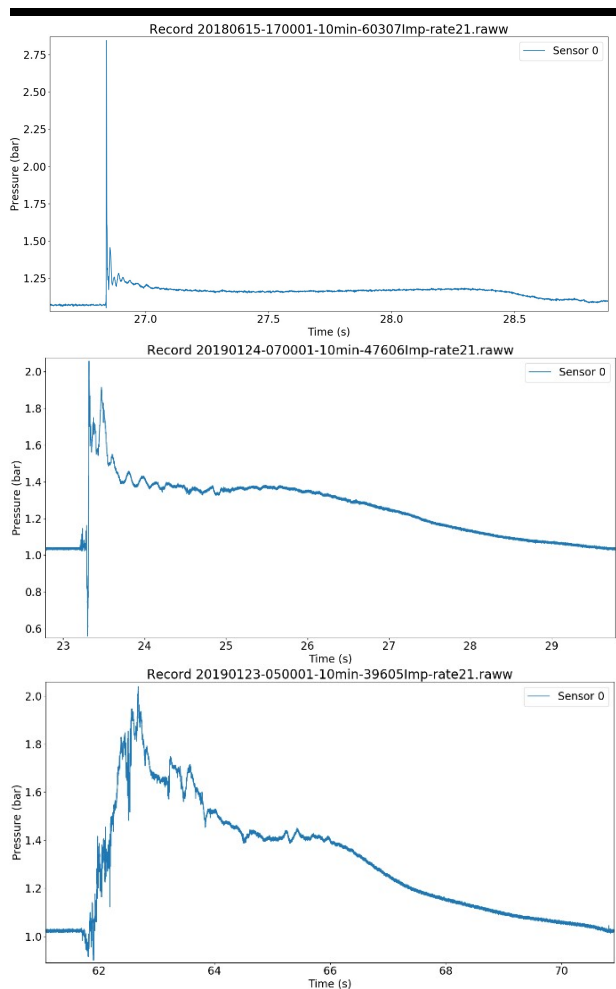 Record 20180615-170001-10min-60307Imp-rate21.raww
Sensor 0
2.75
2.50
2.25
2.00
1.75
1.50
1.25
Pressure (bar)
27.0 27.5 28.0 28.5
Time (s)
Record 20190124-070001-10min-47606Imp-rate21.raww
Sensor 0
2.0
1.8
1.6
1.4
1.2
1.0
0.8
0.6
Pressure (bar)
23 24 25 26 27 28 29
Time (s)
Record 20190123-050001-10min-39605Imp-rate21.raww
Sensor 0
2.0
1.8
1.6
1.4
1.2
1.0
Pressure (bar)
62 64 66 68 70
Time (s)